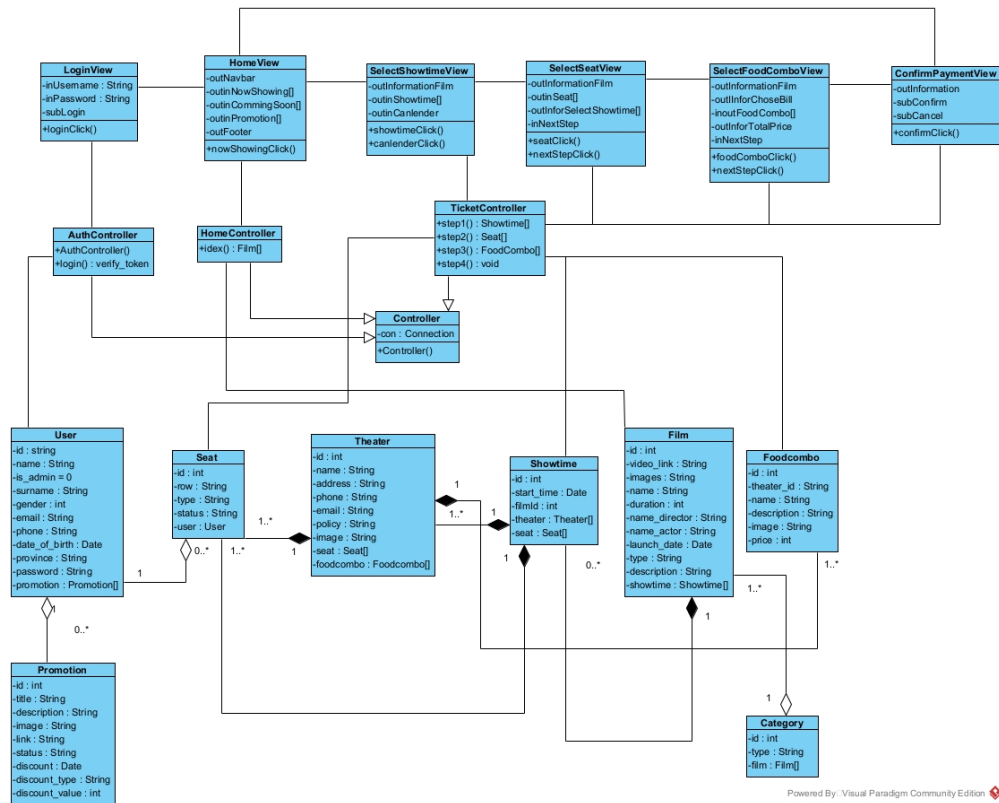 LoginView
-inUsername : String
-inPassword : String
-subLogin
+loginClick()
HomeView
-outNavbar
-outinNowShowing[]
-outinCommingSoon[]
-outinPromotion[]
-outFooter
+nowShowingClick()
SelectShowtimeView
-outInformationFilm
-outinShowtime[]
-outinCanlender
+showtimeClick()
+canlenderClick()
SelectSeatView
-outInformationFilm
-outinSeat[]
-outInforSelectShowtime[]
-inNextStep
+seatClick()
+nextStepClick()
SelectFoodComboView
-outInformationFilm
-outInforChoseBill
-inoutFoodCombo[]
-outInforTotalPrice
-inNextStep
+foodComboClick()
+nextStepClick()
ConfirmPaymentView
-outInformation
-subConfirm
-subCancel
+confirmClick()
AuthController
+AuthController()
+login() : verify_token
HomeController
+idex() : Film[]
TicketController
+step1() : Showtime[]
+step2() : Seat[]
+step3() : FoodCombo[]
+step4() : void
Controller
-con : Connection
+Controller()
User
-id : string
-name : String
-is_admin = 0
-surname : String
-gender : int
-email : String
-phone : String
-date_of_birth : Date
-province : String
-password : String
-promotion : Promotion[]
Seat
-id : int
-row : String
-type : String
-status : String
-user : User
Theater
-id : int
-name : String
-address : String
-phone : String
-email : String
-policy : String
-image : String
-seat : Seat[]
-foodcombo : Foodcombo[]
Showtime
-id : int
-start_time : Date
-filmId : int
-theater : Theater[]
-seat : Seat[]
Film
-id : int
-video_link : String
-images : String
-name : String
-duration : int
-name_director : String
-name_actor : String
-launch_date : Date
-type : String
-description : String
-showtime : Showtime[]
Foodcombo
-id : int
-theater_id : String
-name : String
-description : String
-image : String
-price : int
1
1..*
1..*
1
1
0..*
1..*
1
1
0..*
1..*
1..*
1
1
0..*
1
Promotion
-id : int
-title : String
-description : String
-image : String
-link : String
-status : String
-discount : Date
-discount_type : String
-discount_value : int
Category
-id : int
-type : String
-film : Film[]
Powered By Visual Paradigm Community Edition